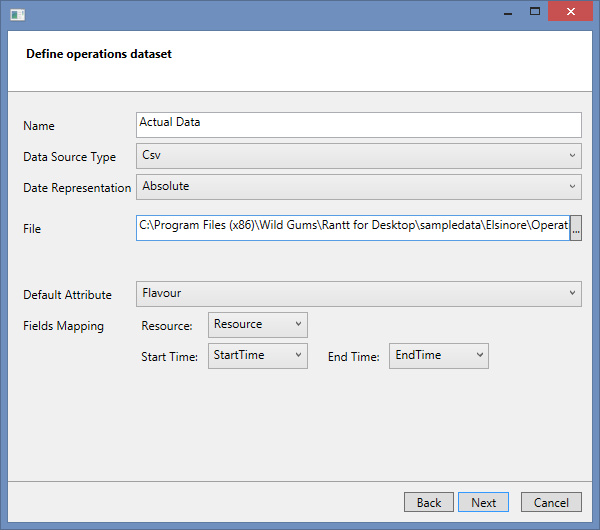 Define operations dataset
Name Actual Data
Data Source Type Csv
Date Representation Absolute
File C:\Program Files (x86)\Wild Gums\Rantt for Desktop\sampledata\Elsinore\Operat ...
Default Attribute Flavour
Fields Mapping Resource: Resource
Start Time: StartTime End Time: EndTime
Back Next Cancel